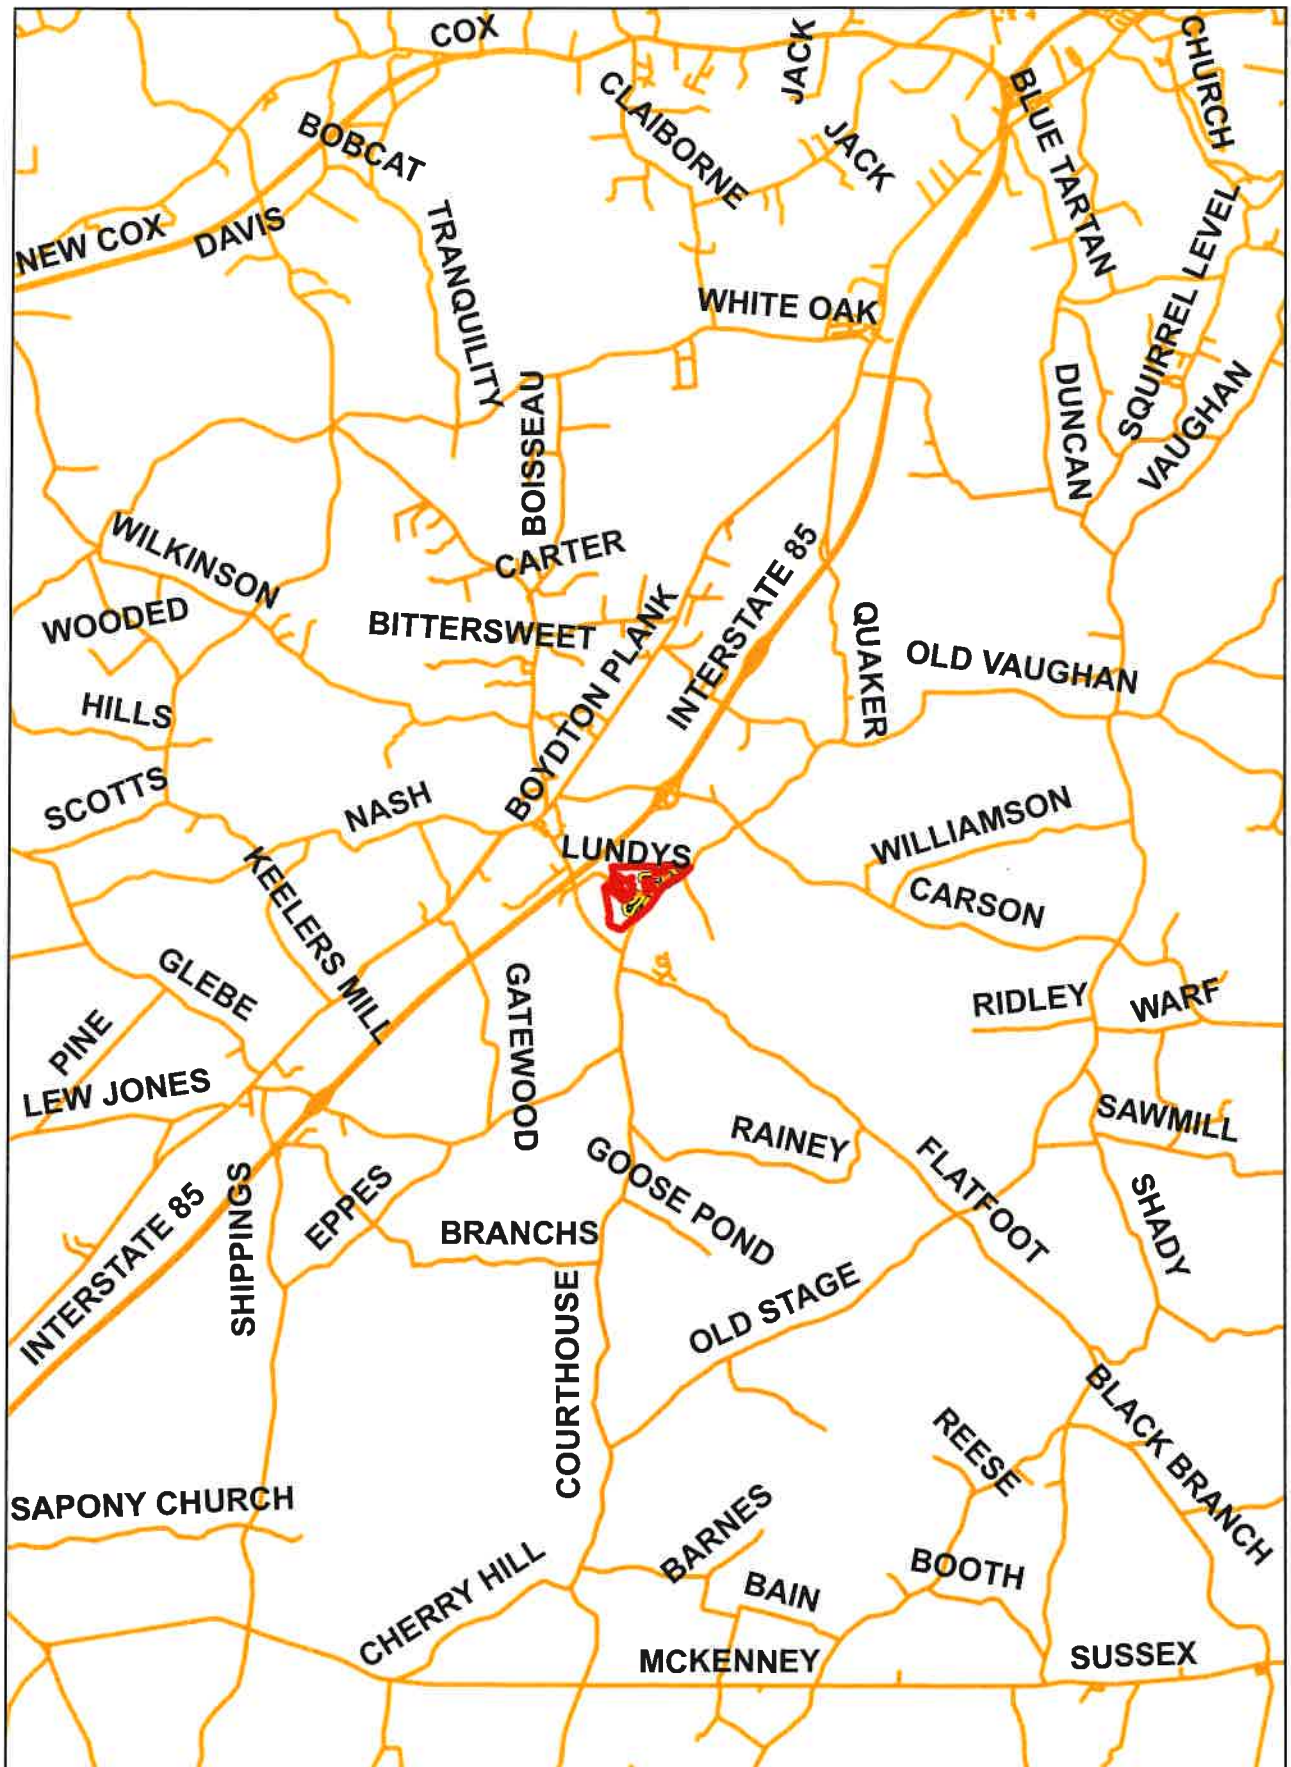 COX
JACK
CHURCH
CLAIBORNE
BLUE TARTAN
BOBCAT
JACK
NEW COX
DAVIS
TRANQUILITY
SQUIRREL LEVEL
WHITE OAK
BOISSEAU
DUNCAN
VAUGHAN
WILKINSON
CARTER
INTERSTATE 85
WOODED
BITTERSWEET
BOYDTON PLANK
QUAKER
OLD VAUGHAN
HILLS
SCOTTS
NASH
WILLIAMSON
LUNDYS
KEELERS MILL
CARSON
GLEBE
GATEWOOD
RIDLEY
WARF
PINE
LEW JONES
SAWMILL
RAINEY
GOOSE POND
FLATFOOT
SHADY
SHIPPINGS
EPPES
BRANCHS
INTERSTATE 85
COURTHOUSE
OLD STAGE
BLACK BRANCH
REESE
SAPONY CHURCH
BARNES
BOOTH
CHERRY HILL
BAIN
MCKENNEY
SUSSEX